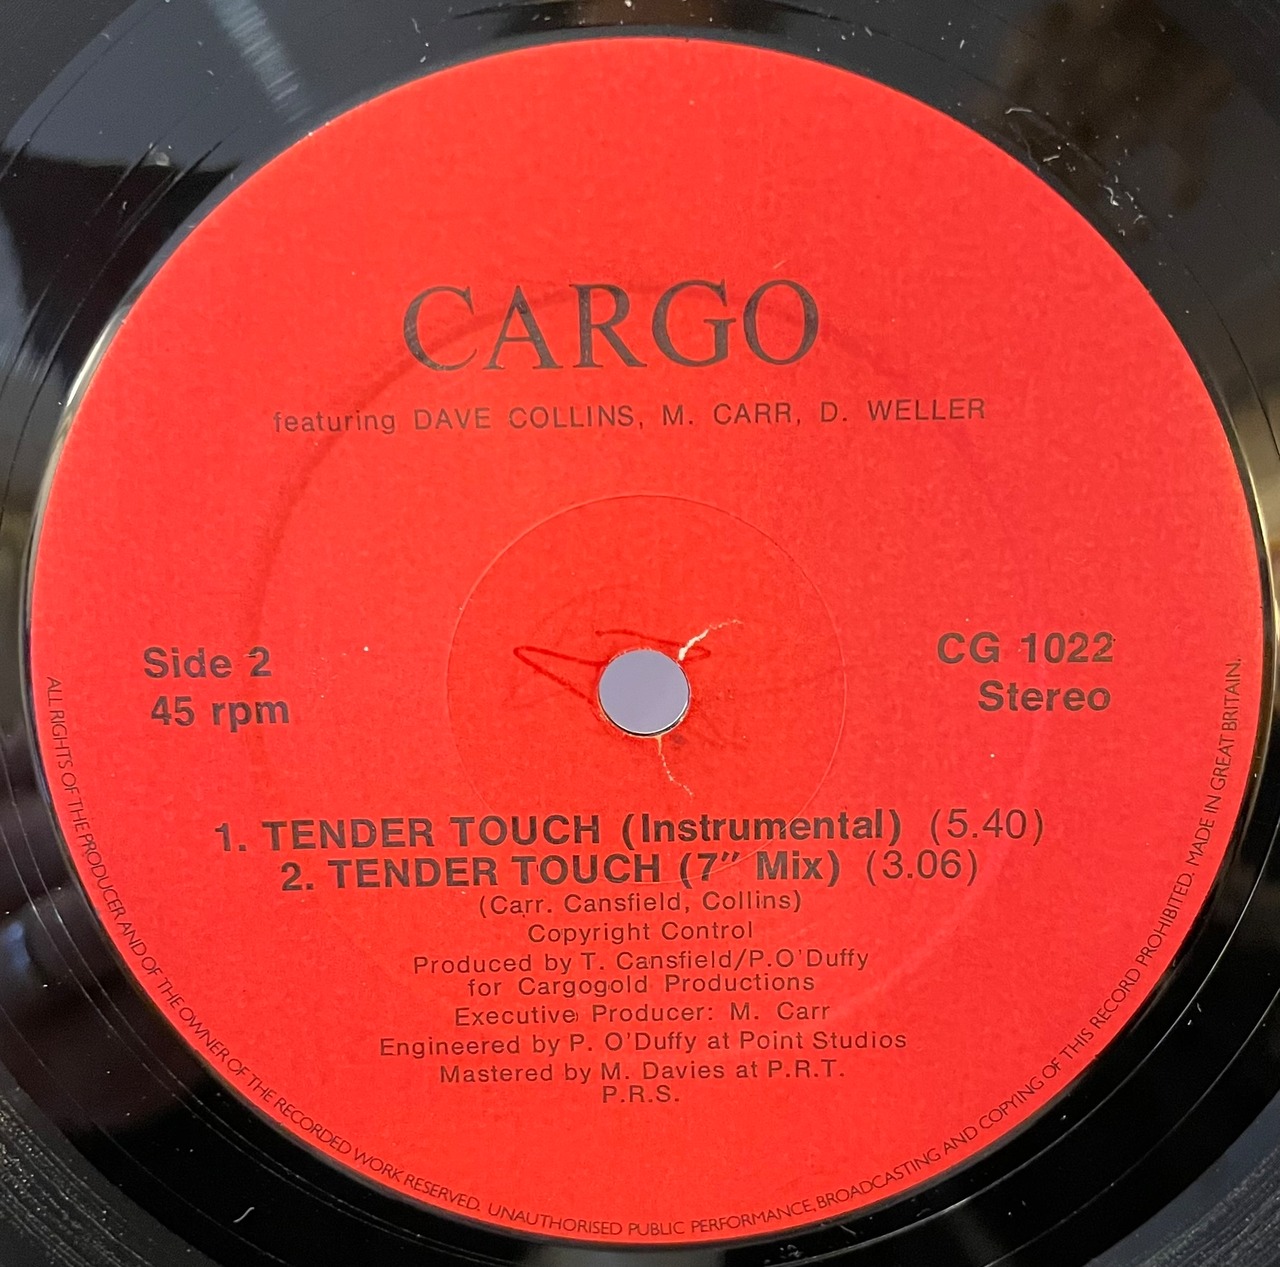 CARGO
featuring DAVE COLLINS, M. CARR, D. WELLER
Side 2
45 rpm
CG 1022
Stereo
1. TENDER TOUCH (Instrumental) (5.40)
2. TENDER TOUCH (7" Mix) (3.06)
(Carr. Cansfield, Collins)
Copyright Control
Produced by T. Cansfield/P.O'Duffy
for Cargogold Productions
Executive Producer: M. Carr
Engineered by P. O'Duffy at Point Studios
Mastered by M. Davies at P.R.T.
P.R.S.
ALL RIGHTS OF THE PRODUCER AND OF THE OWNER OF THE RECORDED WORK RESERVED. UNAUTHORISED PUBLIC PERFORMANCE, BROADCASTING AND COPYING OF THIS RECORD PROHIBITED. MADE IN GREAT BRITAIN.